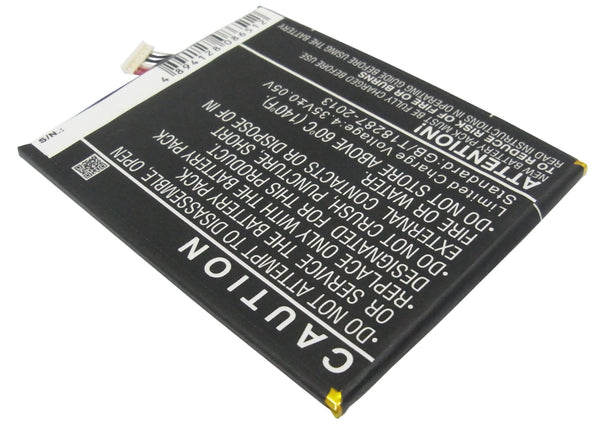 CAUTION
•DO NOT ATTEMPT TO DISASSEMBLE OPEN
OR SERVICE THE BATTERY PACK
•REPLACE ONLY WITH THE BATTERY PACK
DESIGNATED FOR THIS PRODUCT.
•DO NOT CRUSH PUNCTURE SHORT
EXTERNAL CONTACTS OR DISPOSE OF IN
FIRE OR WATER.
•DO NOT STORE ABOVE 60°C (140°F).
Limited Charge Voltage: 4.35V±0.05V
Standard: GB/T 18287-2013
ATTENTION!
NEW BATTERY PACK MUST BE FULLY CHARGED BEFORE USE
TO REDUCE RISK OF FIRE OR BURNS
READ INSTRUCTIONS IN OPERATING GUIDE BEFORE USING THE BATTERY
S/N.:
4 894128 086512